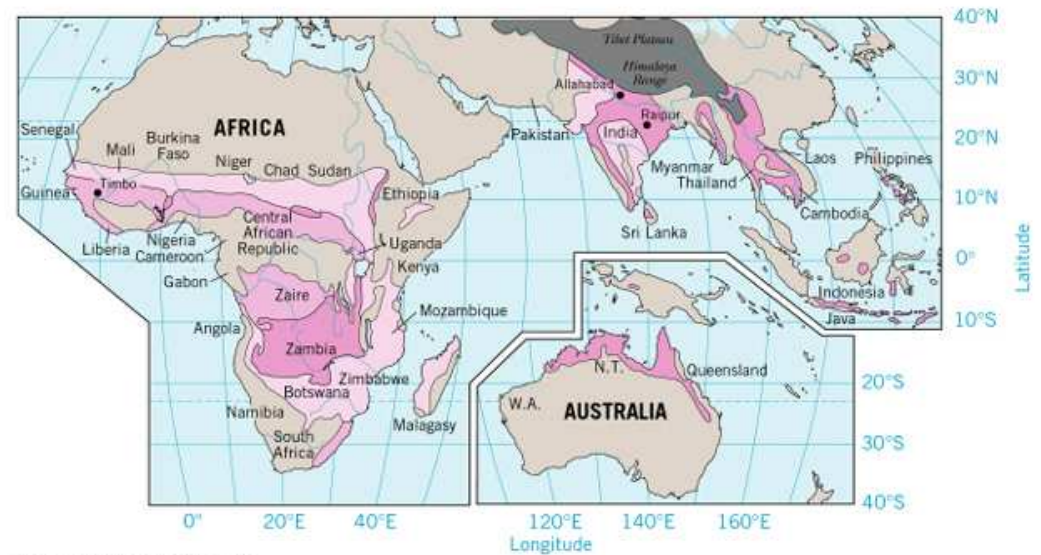 40°N
Tibet Plateau
Himalaya
Range
30°N
Allahabad
Raipur
AFRICA
Senegal
Burkina
Faso
Mali
Pakistan
India
20°N
Niger
Chad
Sudan
Myanmar
Laos
Philippines
Thailand
Guinea
Timbo
Ethiopia
10°N
Cambodia
Central
African
Republic
Sri Lanka
Liberia
Nigeria
Cameroon
Uganda
Kenya
0°
Latitude
Gabon
Zaire
Indonesia
Java
Mozambique
10°S
Angola
Zambia
N.T.
Queensland
Zimbabwe
Botswana
20°S
W.A.
AUSTRALIA
Namibia
Malagasy
South
Africa
30°S
40°S
0°
20°E
40°E
120°E
140°E
160°E
Longitude